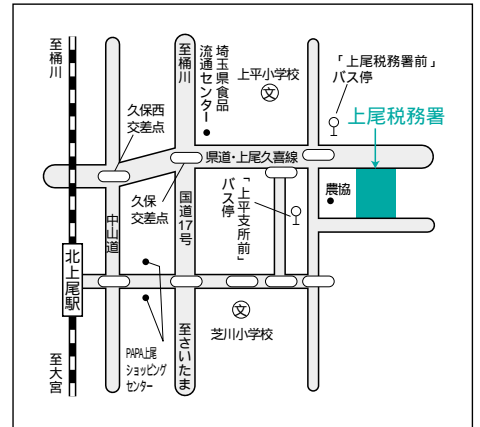 至桶川
至桶川
埼玉県食品
流通センター
上平小学校
文
「上尾税務署前」
バス停
上尾税務署
久保西
交差点
県道・上尾久喜線
農協
久保
交差点
国道17号
「上平支所前」
バス停
中山道
北上尾駅
文
芝川小学校
至大宮
PAPA上尾
ショッピング
センター
至さいたま